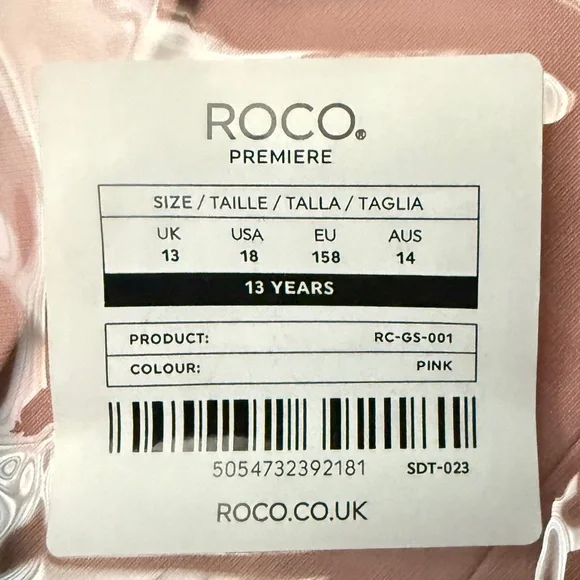 ROCO®
PREMIERE
SIZE / TAILLE / TALLA / TAGLIA
UK USA EU AUS
13 18 158 14
13 YEARS
PRODUCT: RC-GS-001
COLOUR: PINK
5054732392181 SDT-023
ROCO.CO.UK